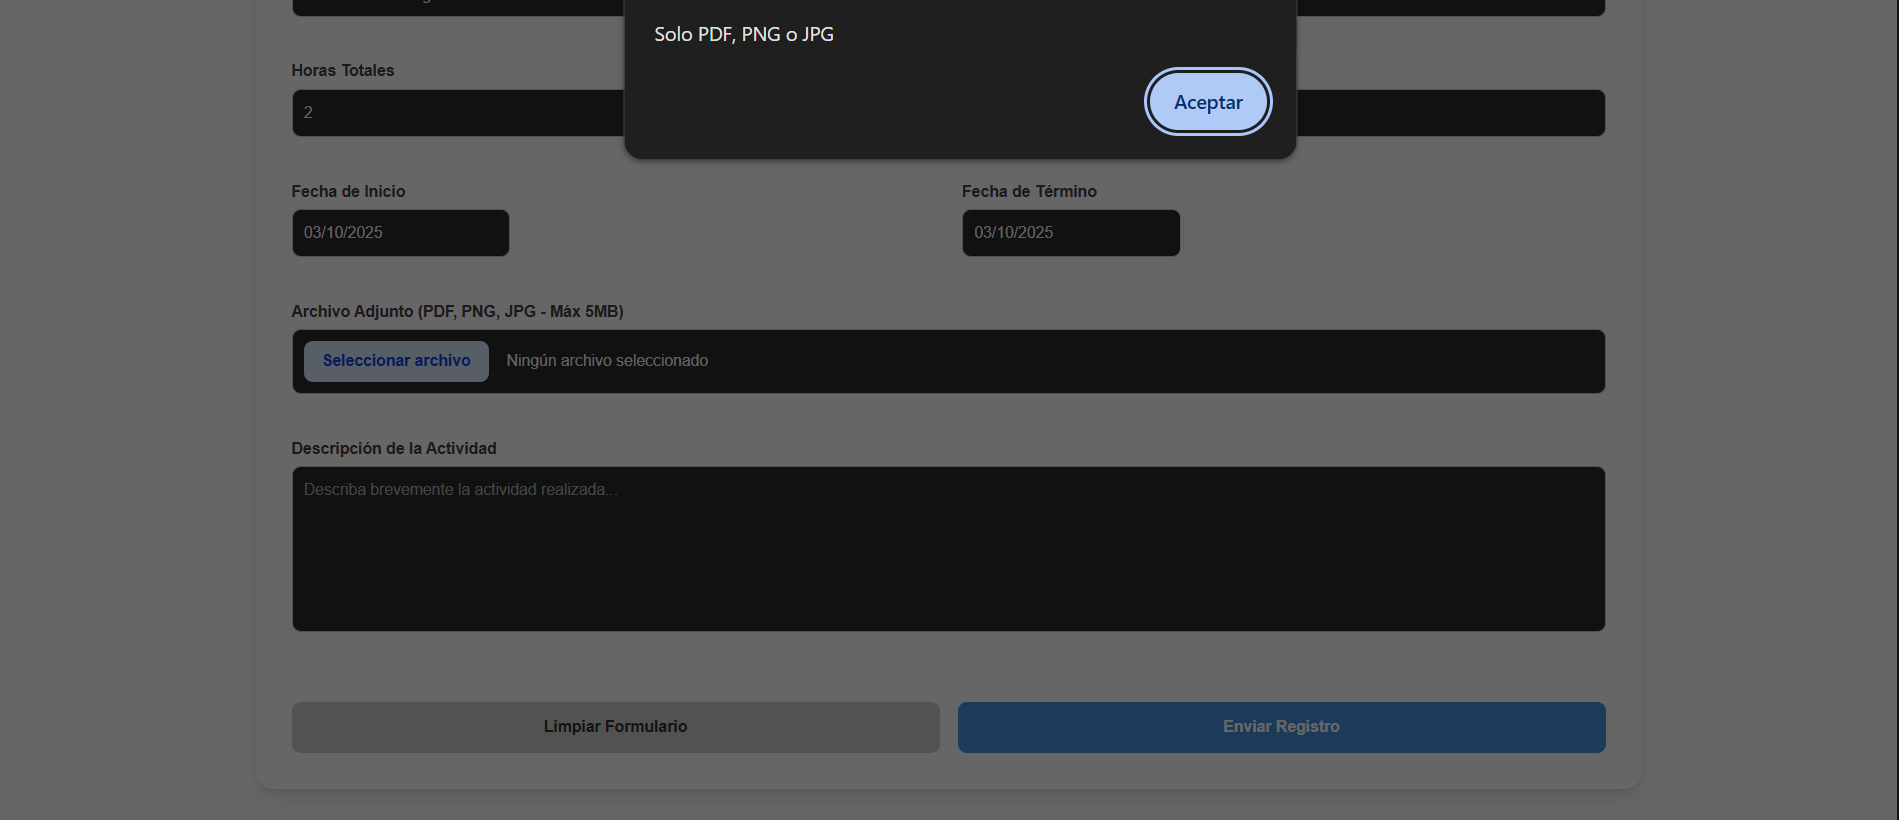 Solo PDF, PNG o JPG
Aceptar
Horas Totales
2
Fecha de Inicio
Fecha de Término
03/10/2025
03/10/2025
Archivo Adjunto (PDF, PNG, JPG - Máx 5MB)
Seleccionar archivo Ningún archivo seleccionado
Descripción de la Actividad
Describa brevemente la actividad realizada...
Limpiar Formulario
Enviar Registro